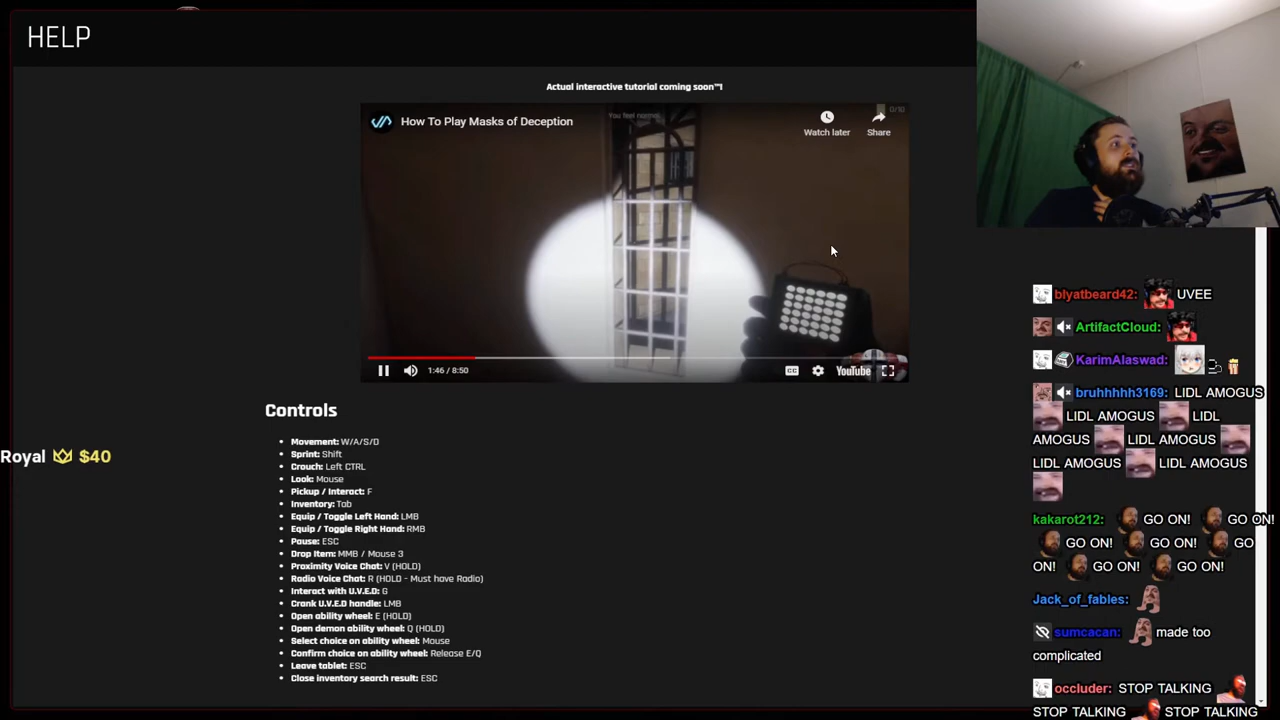 HELP
Actual interactive tutorial coming soon™!
How To Play Masks of Deception
You feel normal
0/10
Watch later
Share
1:46 / 8:50
CC
YouTube
Controls
Movement: W/A/S/D
Sprint: Shift
Crouch: Left CTRL
Look: Mouse
Pickup / Interact: F
Inventory: Tab
Equip / Toggle Left Hand: LMB
Equip / Toggle Right Hand: RMB
Pause: ESC
Drop Item: MMB / Mouse 3
Proximity Voice Chat: V (HOLD)
Radio Voice Chat: R (HOLD - Must have Radio)
Interact with U.V.E.D: G
Crank U.V.E.D handle: LMB
Open ability wheel: E (HOLD)
Open demon ability wheel: Q (HOLD)
Select choice on ability wheel: Mouse
Confirm choice on ability wheel: Release E/Q
Leave tablet: ESC
Close inventory search result: ESC
Royal $40
blyatbeard42: UVEE
ArtifactCloud:
KarimAlaswad:
bruhhhhh3169: LIDL AMOGUS
LIDL AMOGUS LIDL
AMOGUS LIDL AMOGUS
LIDL AMOGUS LIDL AMOGUS
kakarot212: GO ON! GO ON!
GO ON! GO ON! GO
ON! GO ON! GO ON!
Jack_of_fables:
sumcacan: made too
complicated
occluder: STOP TALKING
STOP TALKING STOP TALKING